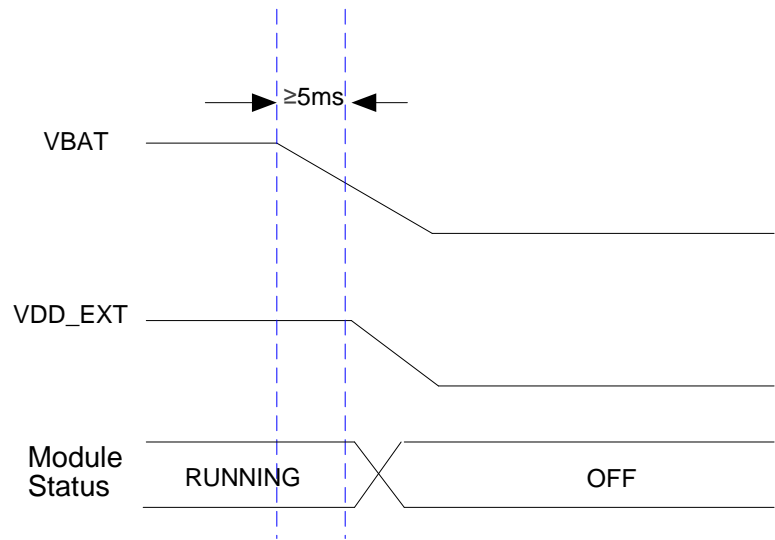 ≥5ms
VBAT
VDD_EXT
Module
Status
RUNNING
OFF